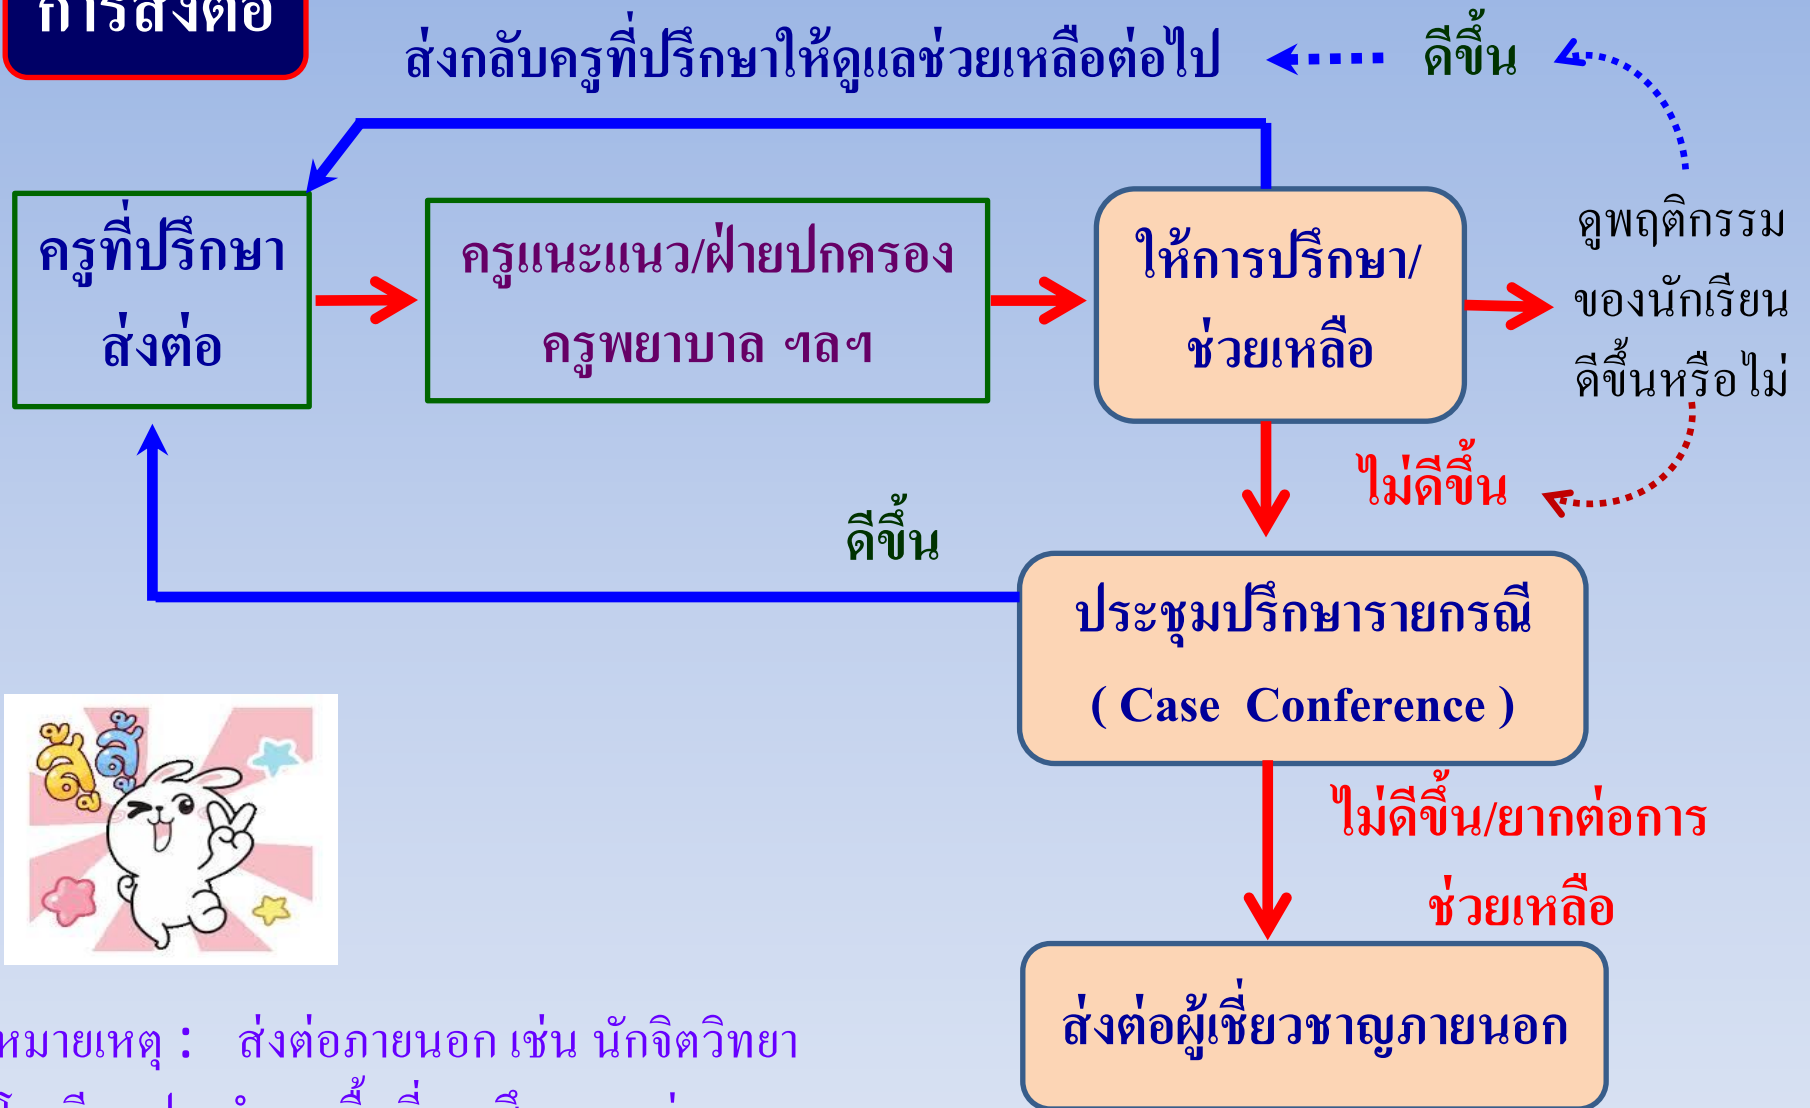 การส่งต่อ
ส่งกลับครูที่ปรึกษาให้ดูแลช่วยเหลือต่อไป
ดีขึ้น
ครูที่ปรึกษา
ส่งต่อ
ครูแนะแนว/ฝ่ายปกครอง
ครูพยาบาล ฯลฯ
ให้การปรึกษา/
ช่วยเหลือ
ดูพฤติกรรม
ของนักเรียน
ดีขึ้นหรือไม่
ไม่ดีขึ้น
ดีขึ้น
ประชุมปรึกษารายกรณี
( Case Conference )
สู้ สู้
ไม่ดีขึ้น/ยากต่อการ
ช่วยเหลือ
ส่งต่อผู้เชี่ยวชาญภายนอก
หมายเหตุ : ส่งต่อภายนอก เช่น นักจิตวิทยา